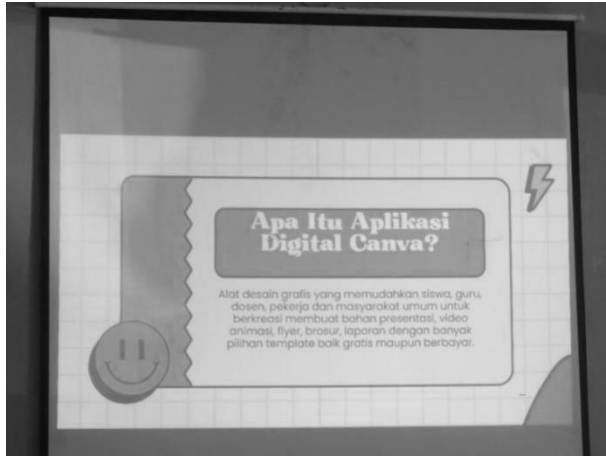 Apa Itu Aplikasi
Digital Canva?
Alat desain grafis yang memudahkan siswa, guru,
dosen, pekerja dan masyarakat umum untuk
berkreasi membuat bahan presentasi, video
animasi, flyer, brosur, laporan dengan banyak
pilihan template baik gratis maupun berbayar.